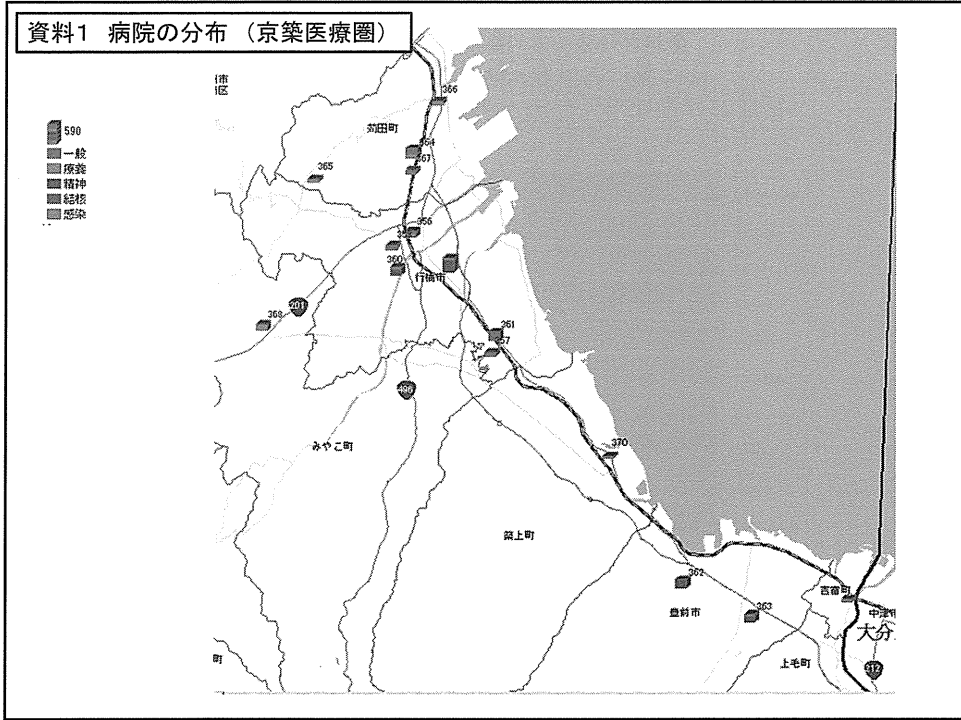 資料1 病院の分布 (京築医療圏)
590
一般
療養
精神
結核
感染
366
苅田町
364
367
365
356
360
行橋市
201
368
361
357
496
みやこ町
370
築上町
362
吉富町
363
豊前市
大分
上毛町
212
町